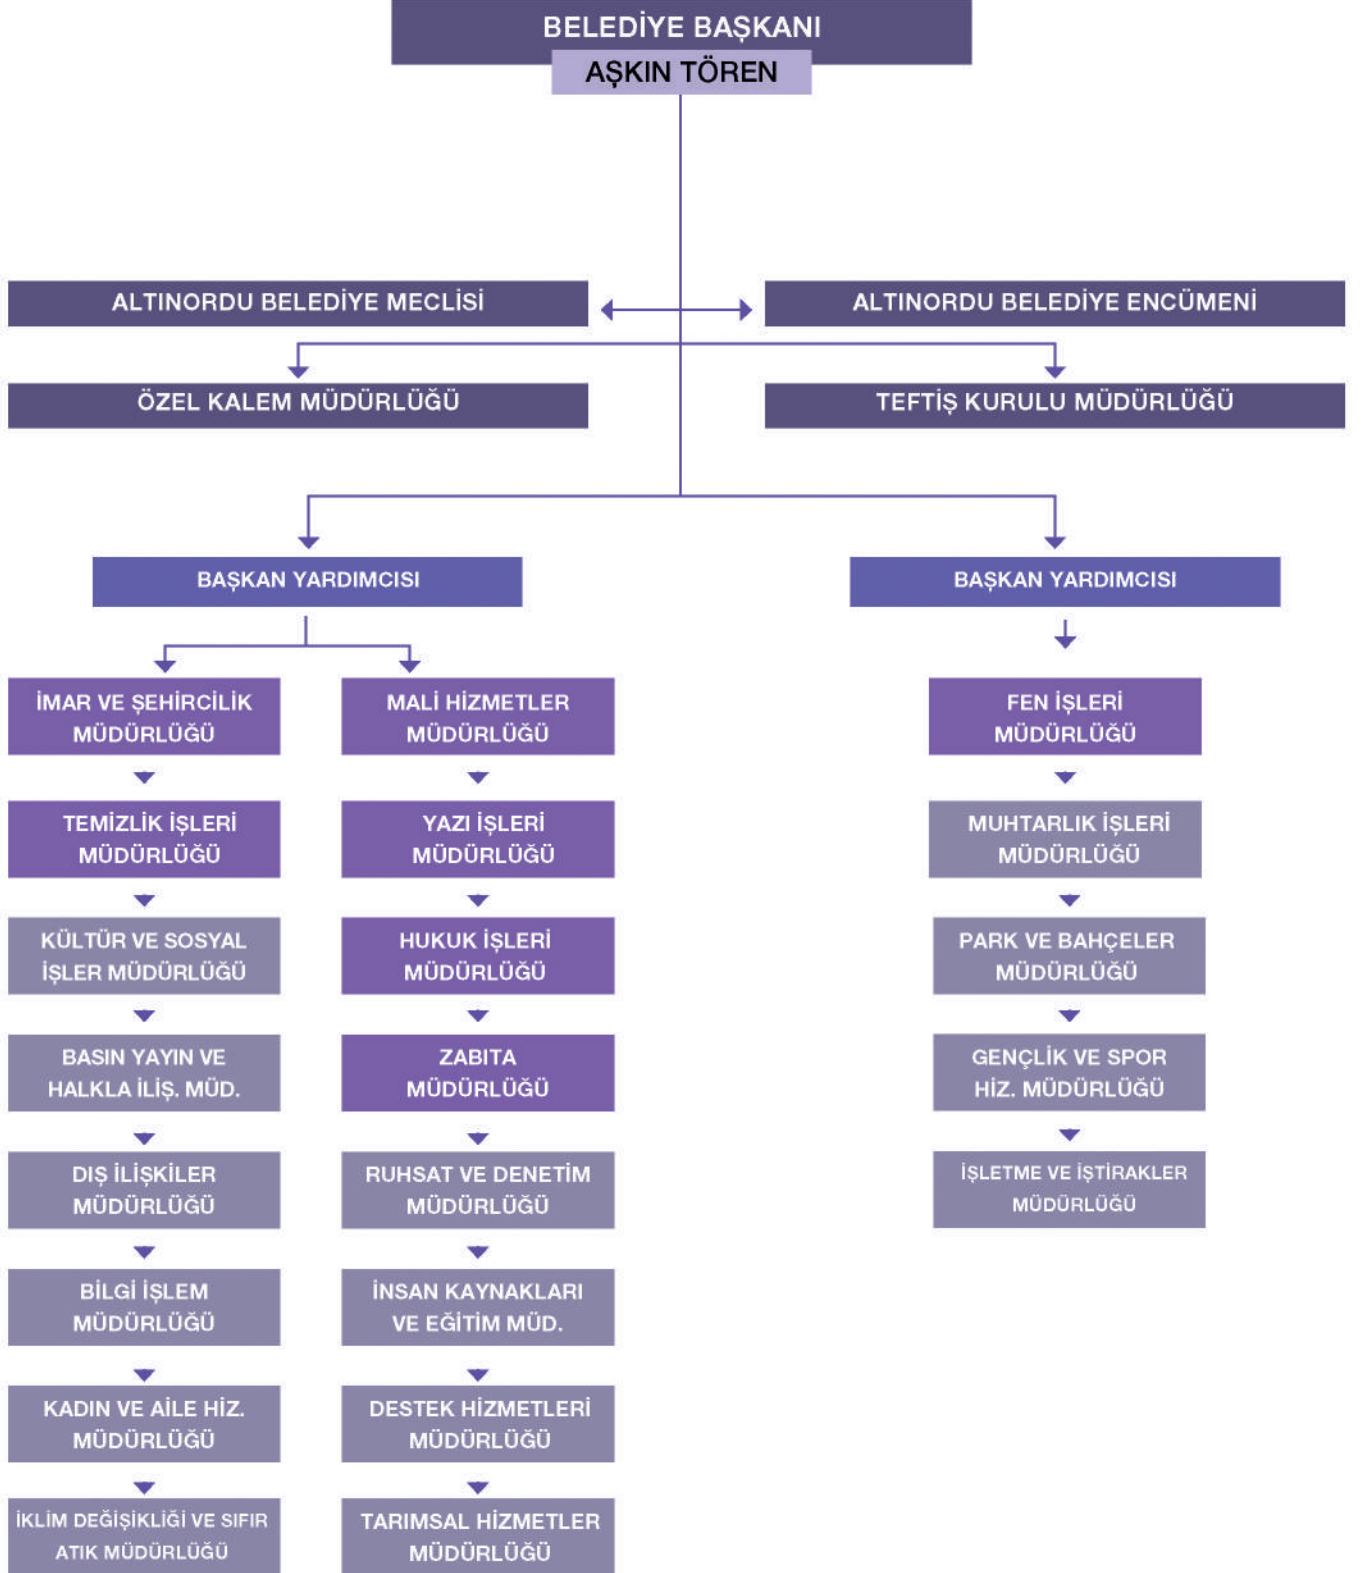 BELEDİYE BAŞKANI
AŞKIN TÖREN
ALTINORDU BELEDİYE MECLİSİ
ALTINORDU BELEDİYE ENCÜMENİ
ÖZEL KALEM MÜDÜRLÜĞÜ
TEFTİŞ KURULU MÜDÜRLÜĞÜ
BAŞKAN YARDIMCISI
BAŞKAN YARDIMCISI
İMAR VE ŞEHİRCİLİK
MÜDÜRLÜĞÜ
TEMİZLİK İŞLERİ
MÜDÜRLÜĞÜ
KÜLTÜR VE SOSYAL
İŞLER MÜDÜRLÜĞÜ
BASIN YAYIN VE
HALKLA İLİŞ. MÜD.
DIŞ İLİŞKİLER
MÜDÜRLÜĞÜ
BİLGİ İŞLEM
MÜDÜRLÜĞÜ
KADIN VE AİLE HİZ.
MÜDÜRLÜĞÜ
İKLİM DEĞİŞİKLİĞİ VE SIFIR
ATIK MÜDÜRLÜĞÜ
MALİ HİZMETLER
MÜDÜRLÜĞÜ
YAZI İŞLERİ
MÜDÜRLÜĞÜ
HUKUK İŞLERİ
MÜDÜRLÜĞÜ
ZABITA
MÜDÜRLÜĞÜ
RUHSAT VE DENETİM
MÜDÜRLÜĞÜ
İNSAN KAYNAKLARI
VE EĞİTİM MÜD.
DESTEK HİZMETLERİ
MÜDÜRLÜĞÜ
TARIMSAL HİZMETLER
MÜDÜRLÜĞÜ
FEN İŞLERİ
MÜDÜRLÜĞÜ
MUHTARLIK İŞLERİ
MÜDÜRLÜĞÜ
PARK VE BAHÇELER
MÜDÜRLÜĞÜ
GENÇLİK VE SPOR
HİZ. MÜDÜRLÜĞÜ
İŞLETME VE İŞTİRAKLER
MÜDÜRLÜĞÜ